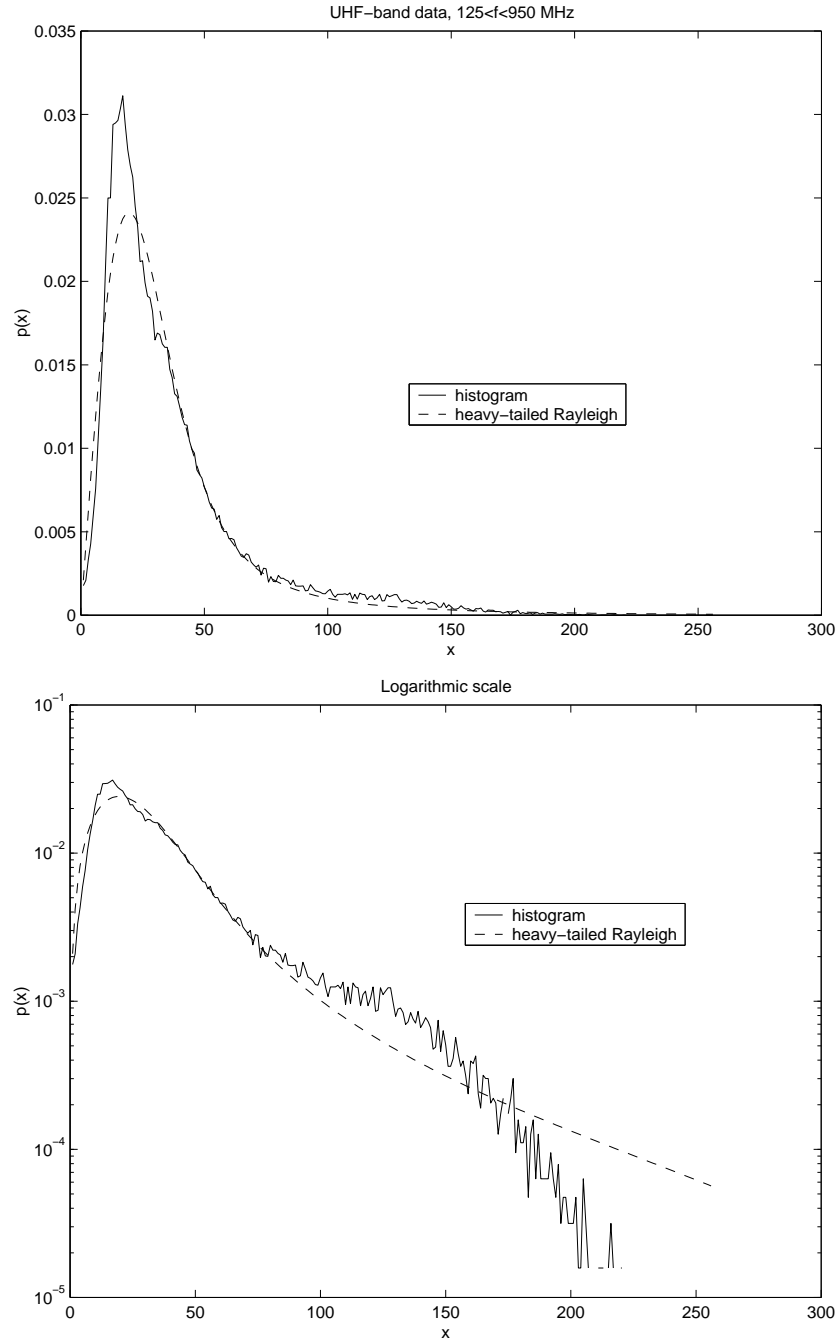 UHF−band data, 125<f<950 MHz
0.035
0.03
0.025
0.02
0.015
0.01
0.005
0
p(x)
histogram
heavy−tailed Rayleigh
0 50 100 150 200 250 300
x
Logarithmic scale
10−1
10−2
10−3
10−4
10−5
p(x)
histogram
heavy−tailed Rayleigh
0 50 100 150 200 250 300
x